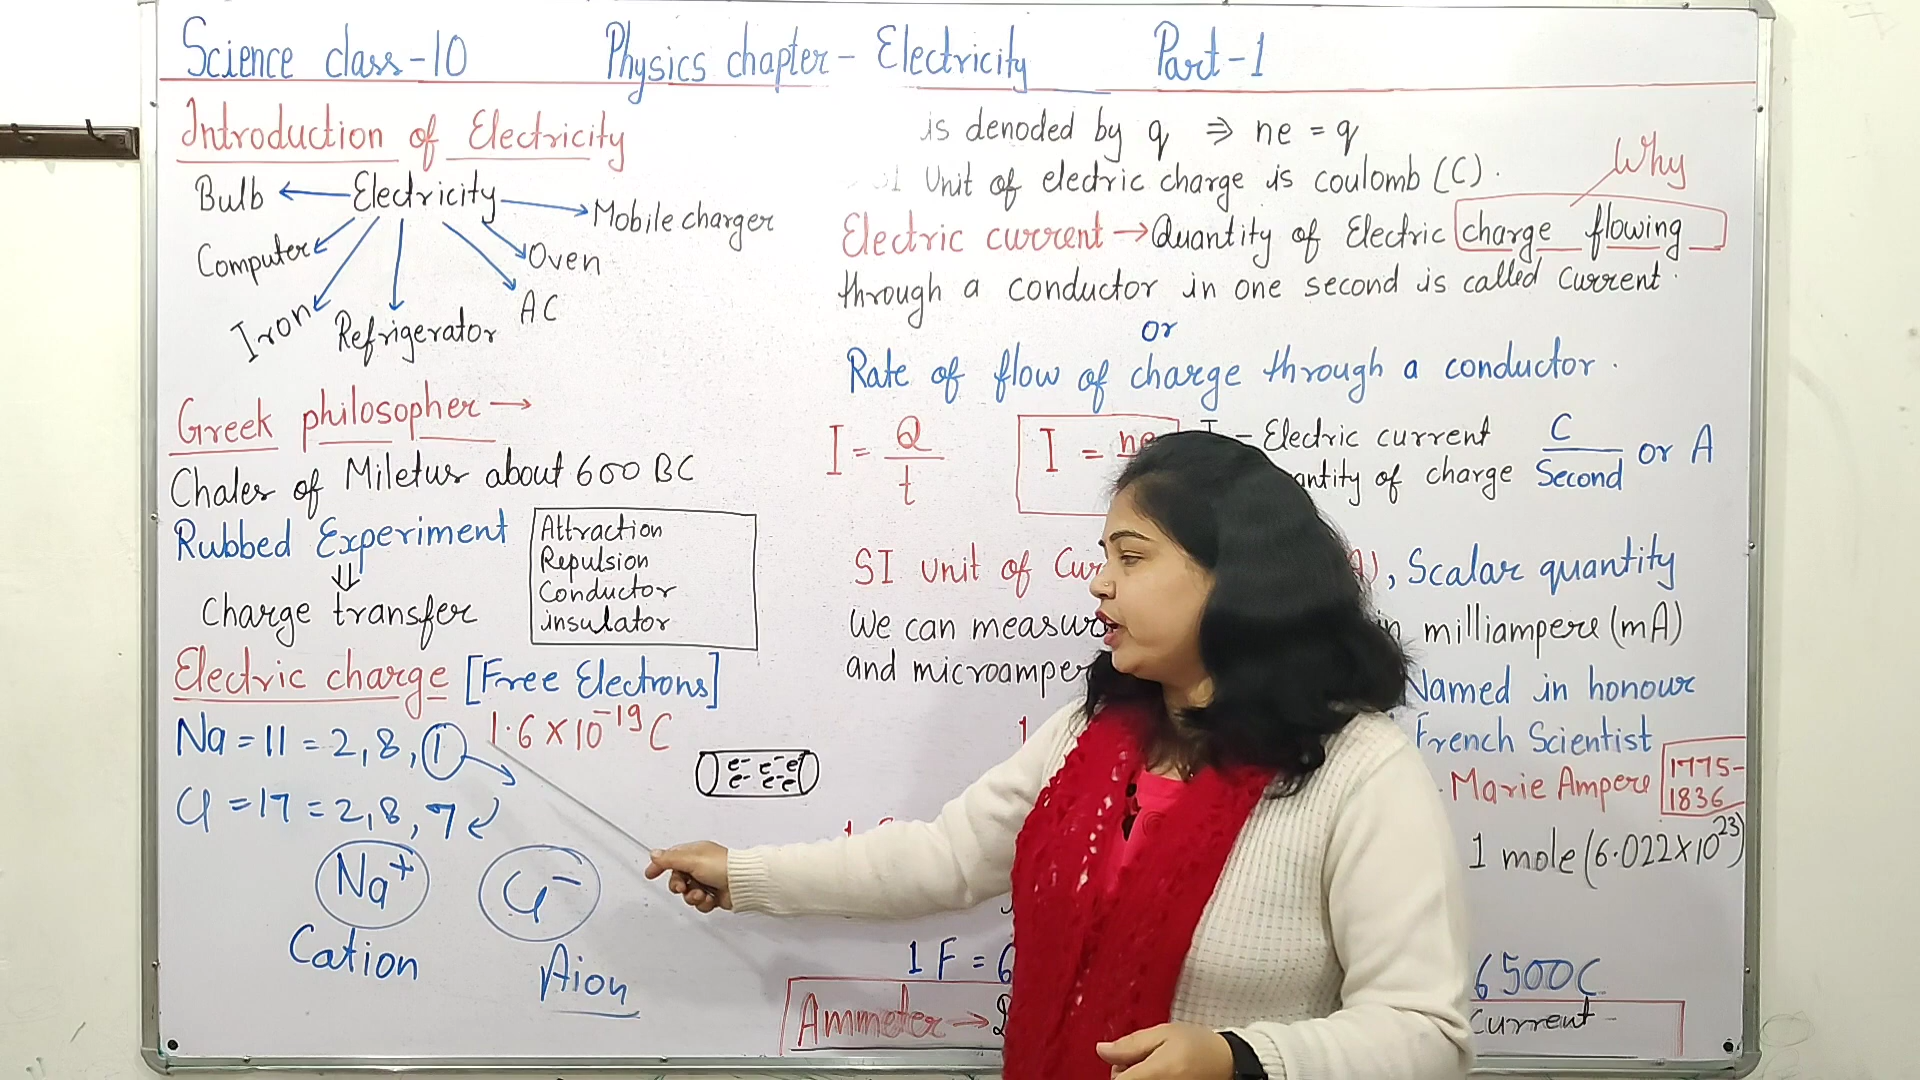 Science class-10 Physics chapter- Electricity Part-1
Introduction of Electricity
Bulb ← Electricity → Mobile charger
Computer
Oven
Iron
Refrigerator
AC
Greek philosopher →
Chales of Miletus about 600 BC
Rubbed Experiment
⇓
Charge transfer
Attraction
Repulsion
Conductor
insulator
Electric charge [Free Electrons]
Na = 11 = 2, 8, 1
1.6 × 10⁻¹⁹ C
Cl = 17 = 2, 8, 7
e⁻ e⁻ e⁻
e⁻ e⁻ e⁻
Na⁺ Cl⁻
Cation Aion
is denoded by q ⇒ ne = q
Unit of electric charge is coulomb (C).
Why
Electric current → Quantity of Electric charge flowing
through a conductor in one second is called current.
or
Rate of flow of charge through a conductor.
I = Q/t
I = ne
I - Electric current C/Second or A
of charge
SI unit of , Scalar quantity
We can in milliampere (mA)
and
Named in honour
French Scientist
Marie Ampere 1775-
1836
1 mole (6.022×10²³)
1 F = 6 6500C
Ammeter → Current